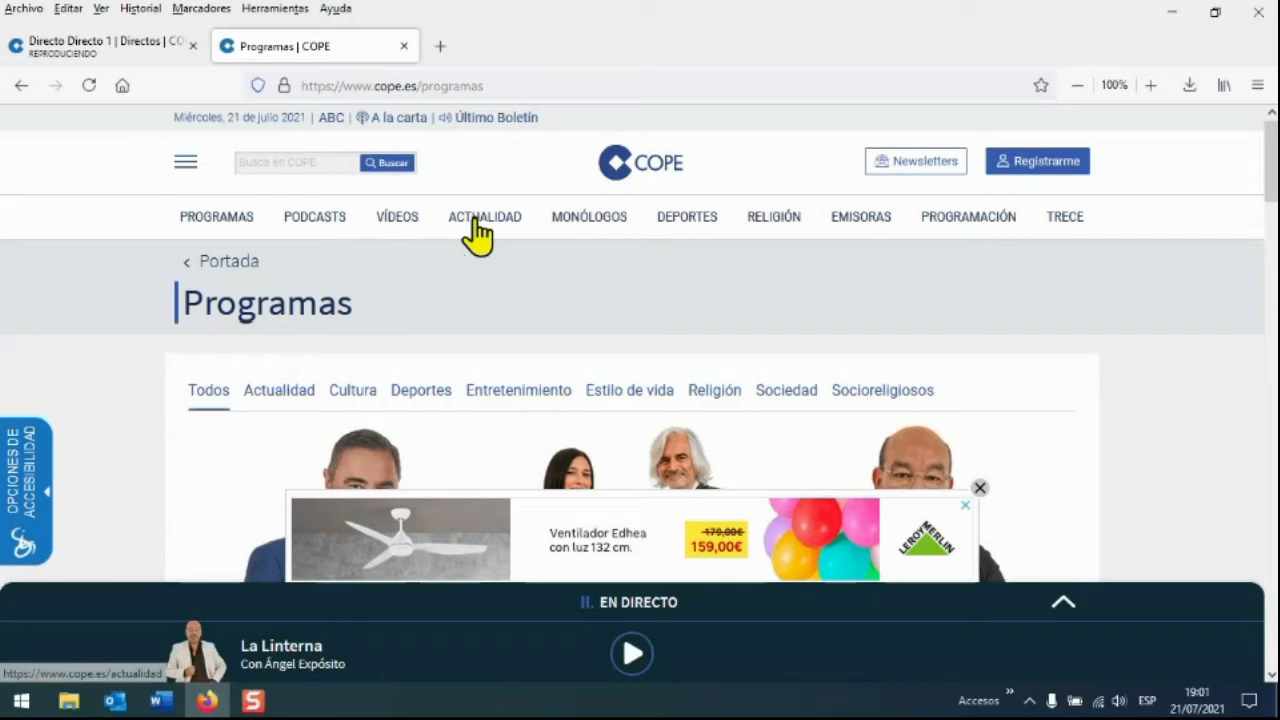 Archivo Editar Ver Historial Marcadores Herramientas Ayuda
Directo Directo 1 | Directos | CO
REPRODUCIENDO
Programas | COPE
https://www.cope.es/programas
100%
Miércoles, 21 de julio 2021 | ABC | A la carta | Último Boletín
Busca en COPE
Buscar
COPE
Newsletters
Registrarme
PROGRAMAS PODCASTS VÍDEOS ACTUALIDAD MONÓLOGOS DEPORTES RELIGIÓN EMISORAS PROGRAMACIÓN TRECE
‹ Portada
Programas
Todos Actualidad Cultura Deportes Entretenimiento Estilo de vida Religión Sociedad Socioreligiosos
OPCIONES DE
ACCESIBILIDAD
Ventilador Edhea
con luz 132 cm.
179,00€
159,00€
LEROY MERLIN
EN DIRECTO
La Linterna
Con Ángel Expósito
https://www.cope.es/actualidad
Accesos
ESP
19:01
21/07/2021